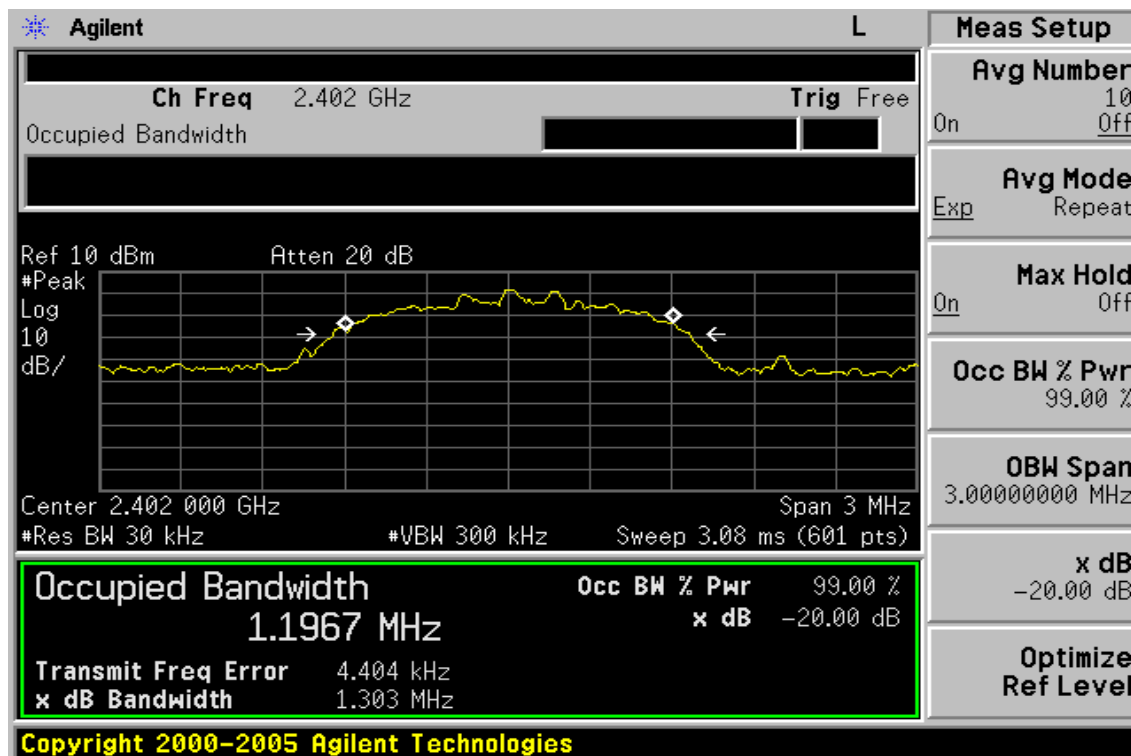 Agilent L
Ch Freq 2.402 GHz Trig Free
Occupied Bandwidth
Ref 10 dBm Atten 20 dB
#Peak
Log
10
dB/
Center 2.402 000 GHz Span 3 MHz
#Res BW 30 kHz #VBW 300 kHz Sweep 3.08 ms (601 pts)
Occupied Bandwidth
1.1967 MHz
Occ BW % Pwr 99.00 %
x dB -20.00 dB
Transmit Freq Error 4.404 kHz
x dB Bandwidth 1.303 MHz
Copyright 2000-2005 Agilent Technologies
Meas Setup
Avg Number
10
On Off
Avg Mode
Exp Repeat
Max Hold
On Off
Occ BW % Pwr
99.00 %
OBW Span
3.00000000 MHz
x dB
-20.00 dB
Optimize
Ref Level